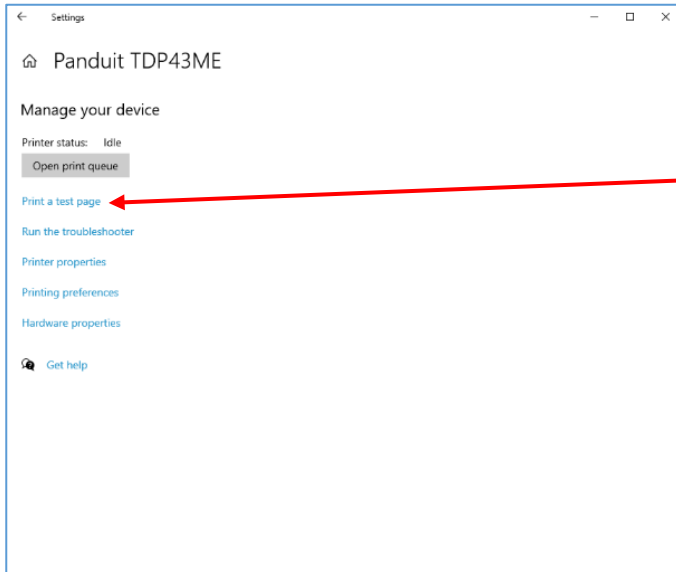 Settings
Panduit TDP43ME
Manage your device
Printer status: Idle
Open print queue
Print a test page
Run the troubleshooter
Printer properties
Printing preferences
Hardware properties
Get help